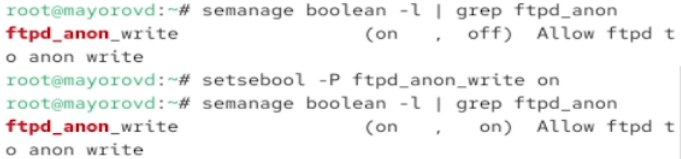 root@mayorovd:~# semanage boolean -l | grep ftpd_anon
ftpd_anon_write                (on   ,   off)  Allow ftpd t
o anon write
root@mayorovd:~# setsebool -P ftpd_anon_write on
root@mayorovd:~# semanage boolean -l | grep ftpd_anon
ftpd_anon_write                (on   ,    on)  Allow ftpd t
o anon write